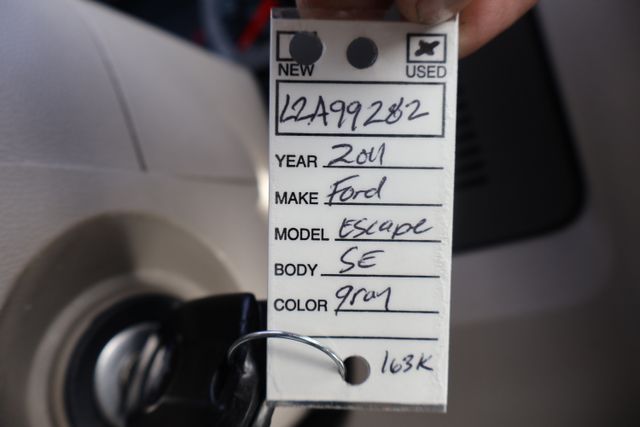 NEW USED
L2A99282
YEAR 2011
MAKE Ford
MODEL Escape
BODY SE
COLOR gray
163K